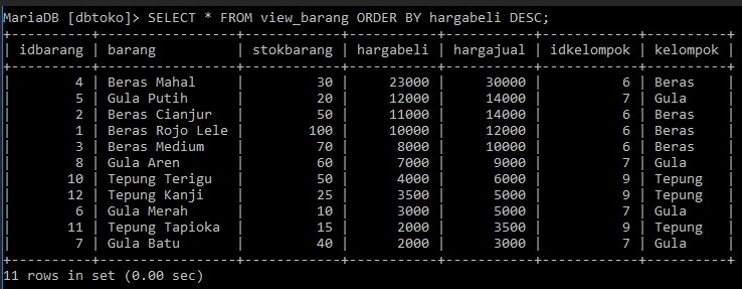 MariaDB [dbtoko]> SELECT * FROM view_barang ORDER BY hargabeli DESC;
+----------+----------------+------------+-----------+-----------+------------+----------+
| idbarang | barang         | stokbarang | hargabeli | hargajual | idkelompok | kelompok |
+----------+----------------+------------+-----------+-----------+------------+----------+
|        4 | Beras Mahal    |         30 |     23000 |     30000 |          6 | Beras    |
|        5 | Gula Putih     |         20 |     12000 |     14000 |          7 | Gula     |
|        2 | Beras Cianjur  |         50 |     11000 |     14000 |          6 | Beras    |
|        1 | Beras Rojo Lele |        100 |     10000 |     12000 |          6 | Beras    |
|        3 | Beras Medium   |         70 |      8000 |     10000 |          6 | Beras    |
|        8 | Gula Aren      |         60 |      7000 |      9000 |          7 | Gula     |
|       10 | Tepung Terigu  |         50 |      4000 |      6000 |          9 | Tepung   |
|       12 | Tepung Kanji   |         25 |      3500 |      5000 |          9 | Tepung   |
|        6 | Gula Merah     |         10 |      3000 |      5000 |          7 | Gula     |
|       11 | Tepung Tapioka |         15 |      2000 |      3500 |          9 | Tepung   |
|        7 | Gula Batu      |         40 |      2000 |      3000 |          7 | Gula     |
+----------+----------------+------------+-----------+-----------+------------+----------+
11 rows in set (0.00 sec)